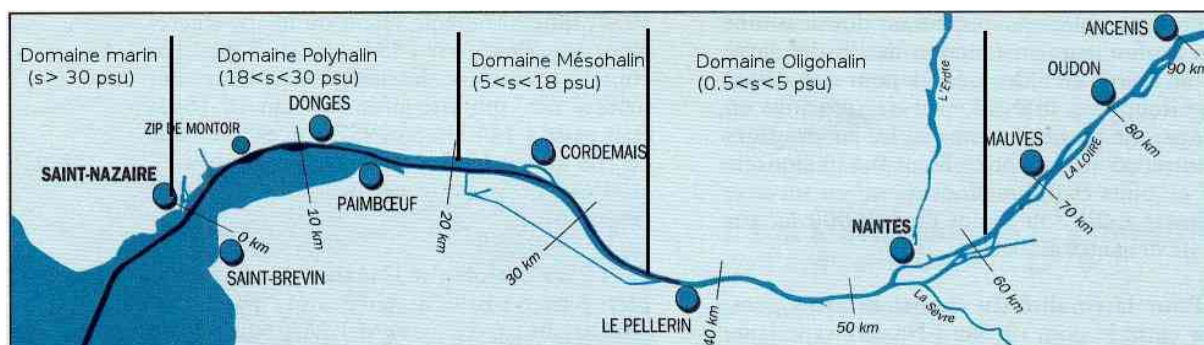 Domaine marin
(s> 30 psu)
Domaine Polyhalin
(18<s<30 psu)
Domaine Mésohalin
(5<s<18 psu)
Domaine Oligohalin
(0.5<s<5 psu)
ANCENIS
90 km
OUDON
80 km
L'Erdre
DONGES
ZIP DE MONTOIR
CORDEMAIS
MAUVES
LA LOIRE
70 km
SAINT-NAZAIRE
PAIMBŒUF
10 km
20 km
0 km
30 km
NANTES
60 km
SAINT-BREVIN
LE PELLERIN
40 km
50 km
La Sèvre